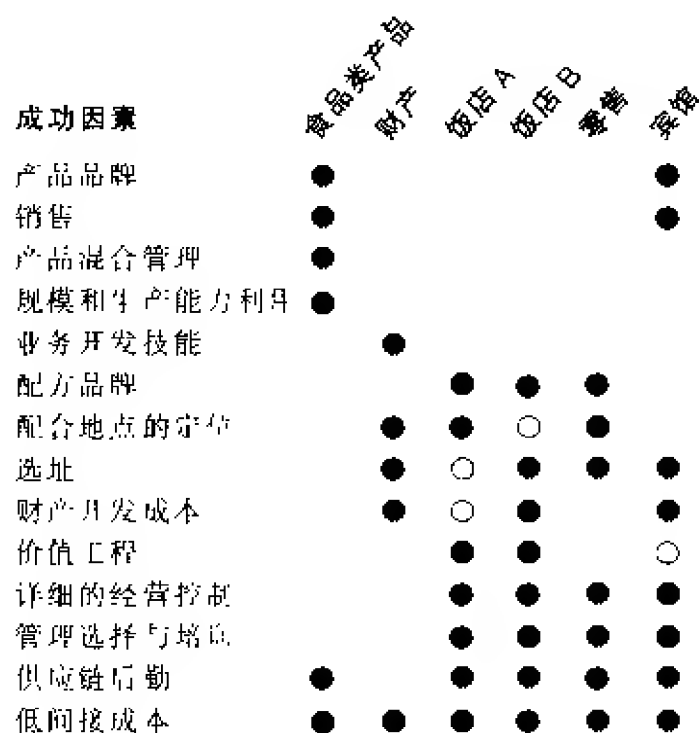 食品类产品 财产 饭店A 饭店B 零售 宾馆
成功因素
产品品牌
销售
产品混合管理
规模和生产能力利用
业务开发技能
配方品牌
配合地点的定位
选址
财产开发成本
价值工程
详细的经营控制
管理选择与培训
供应链后勤
低间接成本